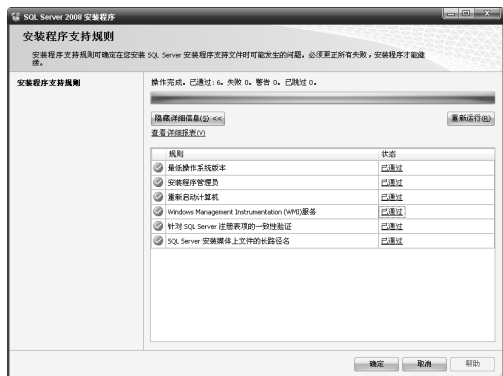 SQL Server 2008 安装程序
安装程序支持规则
安装程序支持规则可确定在您安装 SQL Server 安装程序支持文件时可能发生的问题。必须更正所有失败，安装程序才能继续。
安装程序支持规则
操作完成。已通过: 6。失败 0。警告 0。已跳过 0。
隐藏详细信息(S) <<
重新运行(R)
查看详细报表(V)
规则 状态
最低操作系统版本 已通过
安装程序管理员 已通过
重新启动计算机 已通过
Windows Management Instrumentation (WMI)服务 已通过
针对 SQL Server 注册表项的一致性验证 已通过
SQL Server 安装媒体上文件的长路径名 已通过
确定 取消 帮助